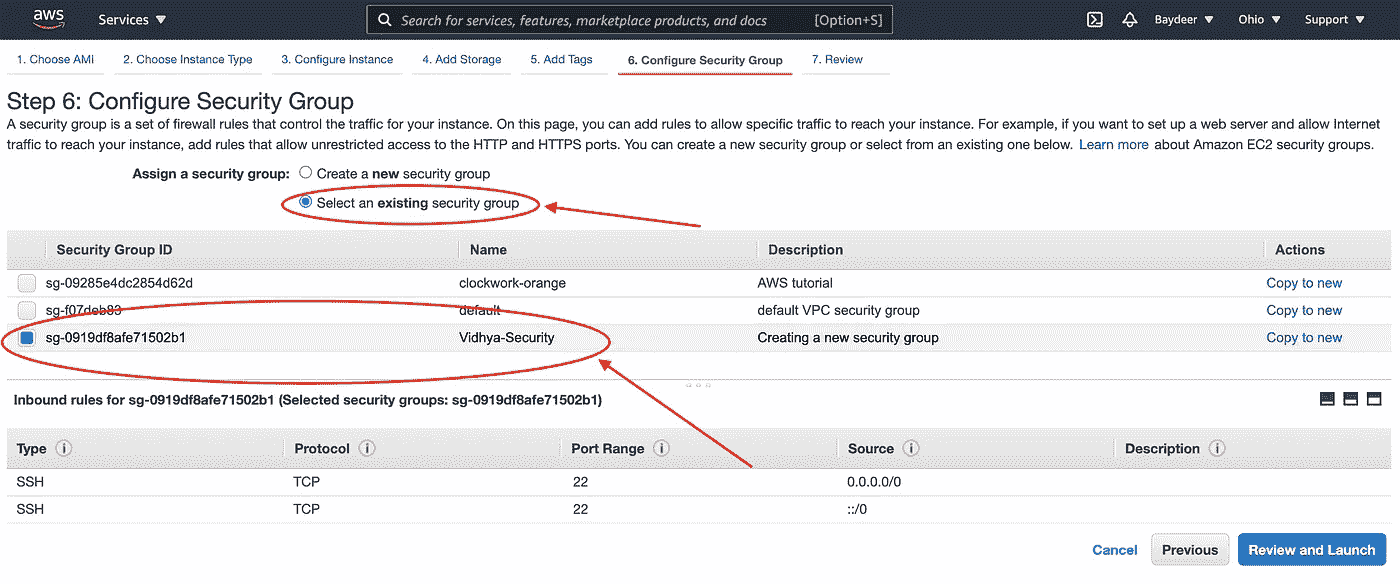 aws Services Search for services, features, marketplace products, and docs [Option+S] Baydeer Ohio Support
1. Choose AMI 2. Choose Instance Type 3. Configure Instance 4. Add Storage 5. Add Tags 6. Configure Security Group 7. Review
Step 6: Configure Security Group
A security group is a set of firewall rules that control the traffic for your instance. On this page, you can add rules to allow specific traffic to reach your instance. For example, if you want to set up a web server and allow Internet
traffic to reach your instance, add rules that allow unrestricted access to the HTTP and HTTPS ports. You can create a new security group or select from an existing one below. Learn more about Amazon EC2 security groups.
Assign a security group: Create a new security group
Select an existing security group
Security Group ID Name Description Actions
sg-09285e4dc2854d62d clockwork-orange AWS tutorial Copy to new
sg-f07deb83 default default VPC security group Copy to new
sg-0919df8afe71502b1 Vidhya-Security Creating a new security group Copy to new
Inbound rules for sg-0919df8afe71502b1 (Selected security groups: sg-0919df8afe71502b1)
Type Protocol Port Range Source Description
SSH TCP 22 0.0.0.0/0
SSH TCP 22 ::/0
Cancel Previous Review and Launch